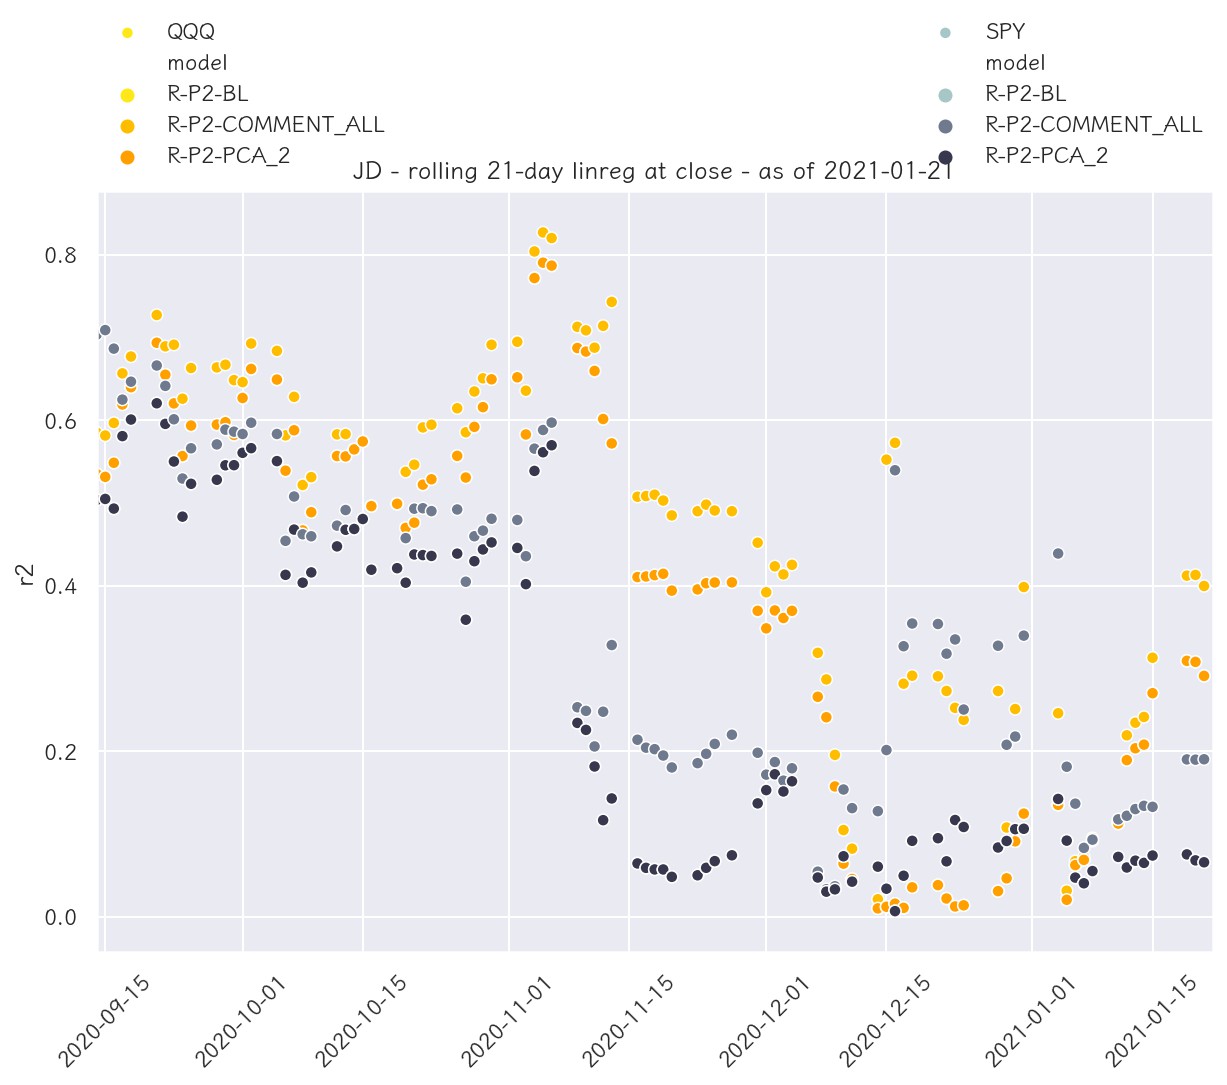 QQQ
model
R-P2-BL
R-P2-COMMENT_ALL
R-P2-PCA_2
SPY
model
R-P2-BL
R-P2-COMMENT_ALL
R-P2-PCA_2
JD - rolling 21-day linreg at close - as of 2021-01-21
r2
0.8
0.6
0.4
0.2
0.0
2020-09-15
2020-10-01
2020-10-15
2020-11-01
2020-11-15
2020-12-01
2020-12-15
2021-01-01
2021-01-15